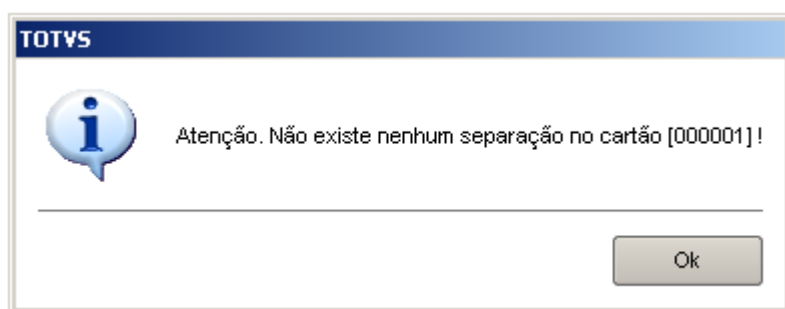 TOTVS
Atenção. Não existe nenhum separação no cartão [000001] !
Ok